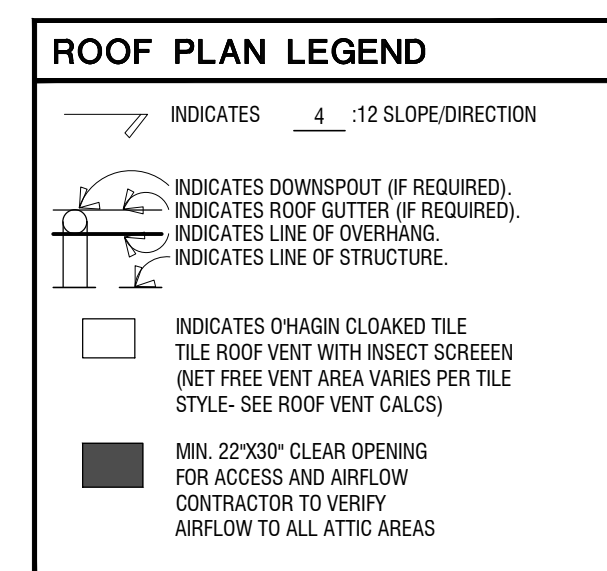 ROOF PLAN LEGEND
INDICATES 4 :12 SLOPE/DIRECTION
INDICATES DOWNSPOUT (IF REQUIRED).
INDICATES ROOF GUTTER (IF REQUIRED).
INDICATES LINE OF OVERHANG.
INDICATES LINE OF STRUCTURE.
INDICATES O'HAGIN CLOAKED TILE
TILE ROOF VENT WITH INSECT SCREEEN
(NET FREE VENT AREA VARIES PER TILE
STYLE- SEE ROOF VENT CALCS)
MIN. 22"X30" CLEAR OPENING
FOR ACCESS AND AIRFLOW
CONTRACTOR TO VERIFY
AIRFLOW TO ALL ATTIC AREAS